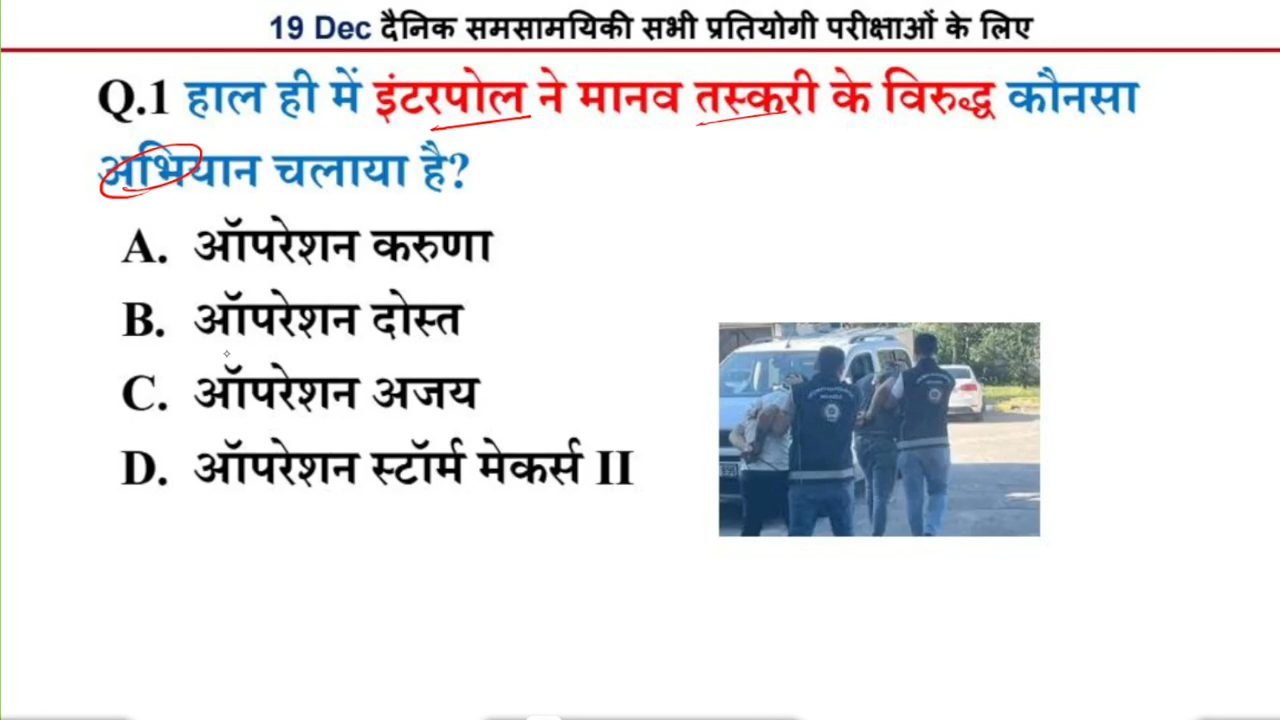 19 Dec दैनिक समसामयिकी सभी प्रतियोगी परीक्षाओं के लिए
Q.1 हाल ही में इंटरपोल ने मानव तस्करी के विरुद्ध कौनसा
अभियान चलाया है?
A. ऑपरेशन करुणा
B. ऑपरेशन दोस्त
C. ऑपरेशन अजय
D. ऑपरेशन स्टॉर्म मेकर्स II